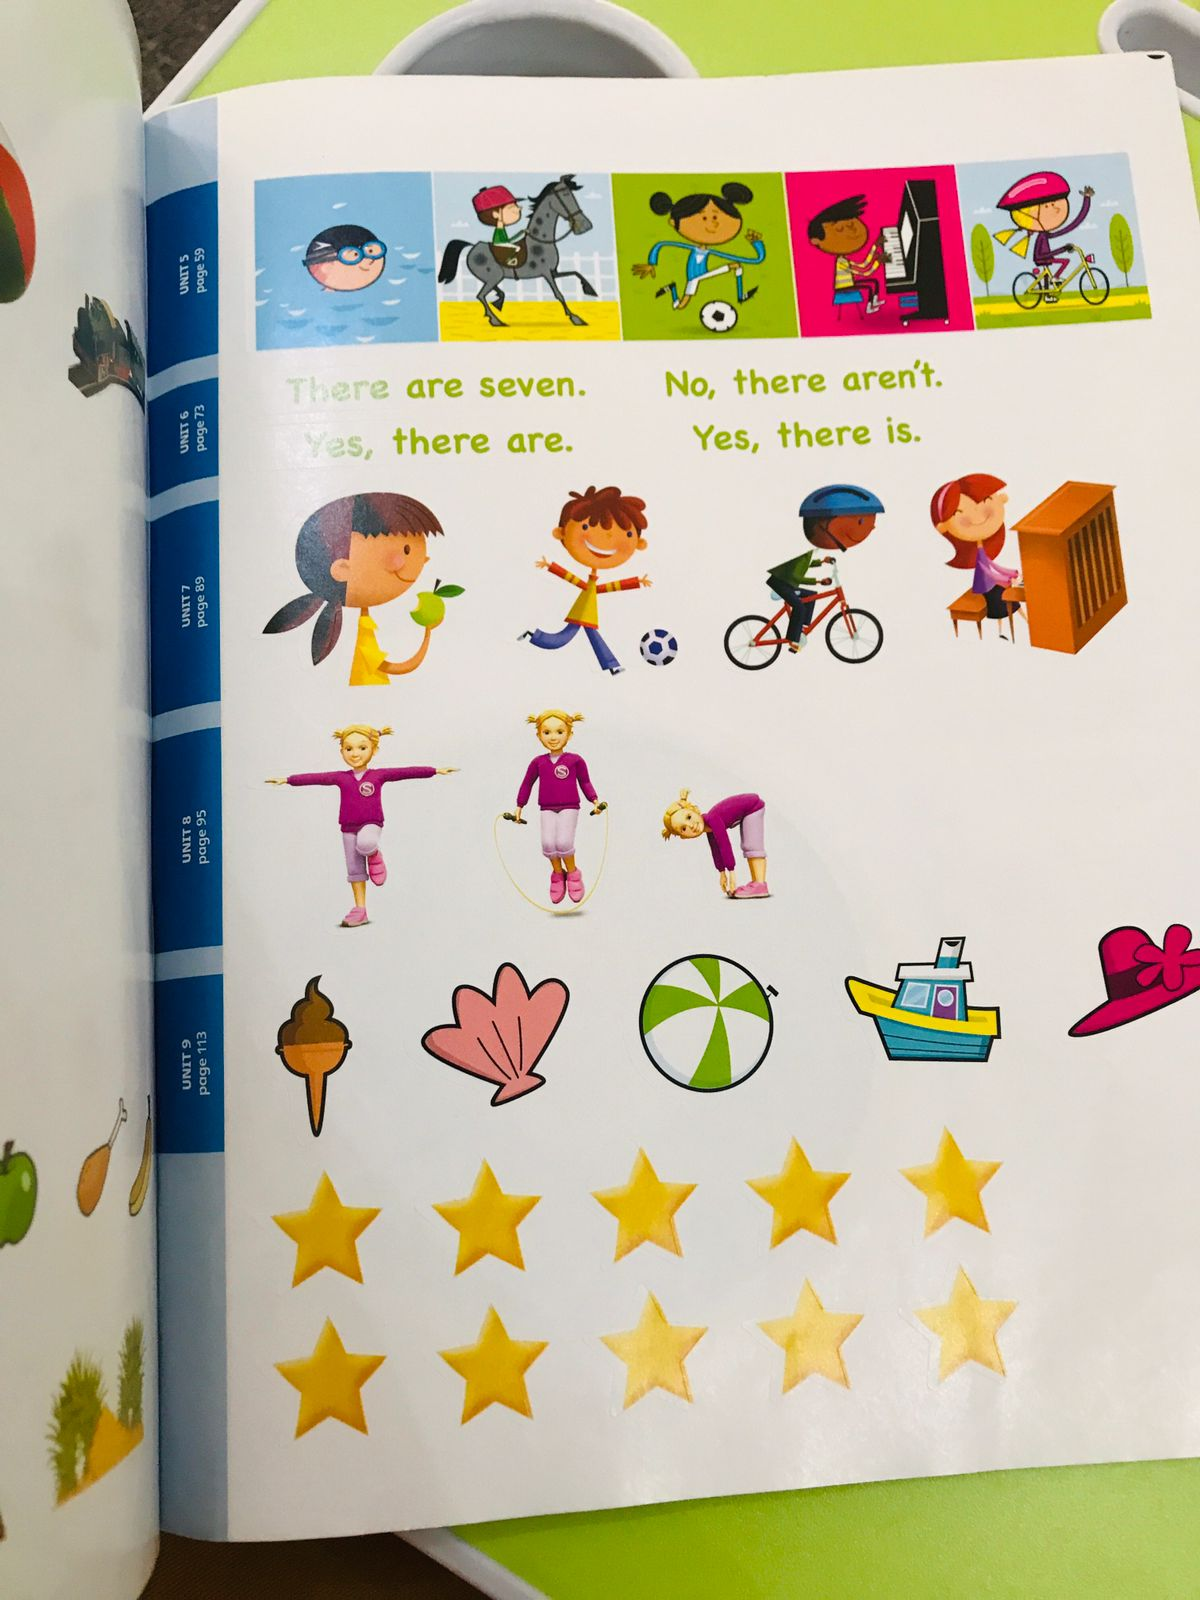 UNIT 5
page 59
There are seven.
No, there aren't.
UNIT 6
page 73
Yes, there are.
Yes, there is.
UNIT 7
page 89
UNIT 8
page 95
S
S
UNIT 9
page 113